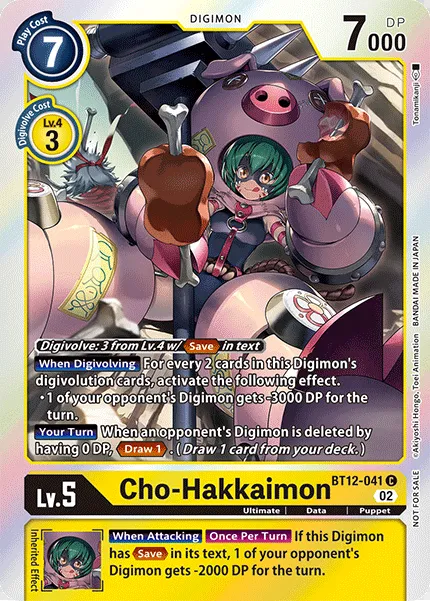 Play Cost
7
DIGIMON
7000
DP
Digivolve Cost
Lv.4
3
Tonamikanji
Digivolve: 3 from Lv.4 w/ Save in text
When Digivolving For every 2 cards in this Digimon's
digivolution cards, activate the following effect.
• 1 of your opponent's Digimon gets -3000 DP for the
turn.
Your Turn When an opponent's Digimon is deleted by
having 0 DP, Draw 1 . (Draw 1 card from your deck.)
©Akiyoshi Hongo, Toei Animation BANDAI MADE IN JAPAN
NOT FOR SALE
Lv.5
Cho-Hakkaimon
BT12-041 C
02
Ultimate | Data | Puppet
Inherited Effect
When Attacking Once Per Turn If this Digimon
has Save in its text, 1 of your opponent's
Digimon gets -2000 DP for the turn.